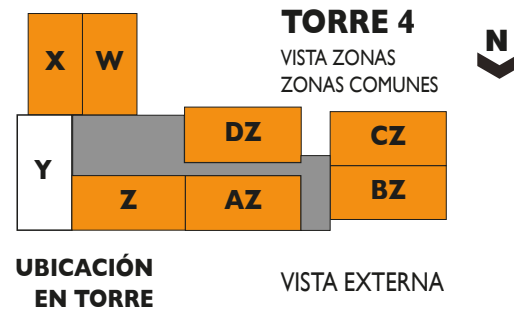 TORRE 4
VISTA ZONAS
ZONAS COMUNES
N
X W
DZ
CZ
Y
Z
AZ
BZ
UBICACIÓN
EN TORRE
VISTA EXTERNA